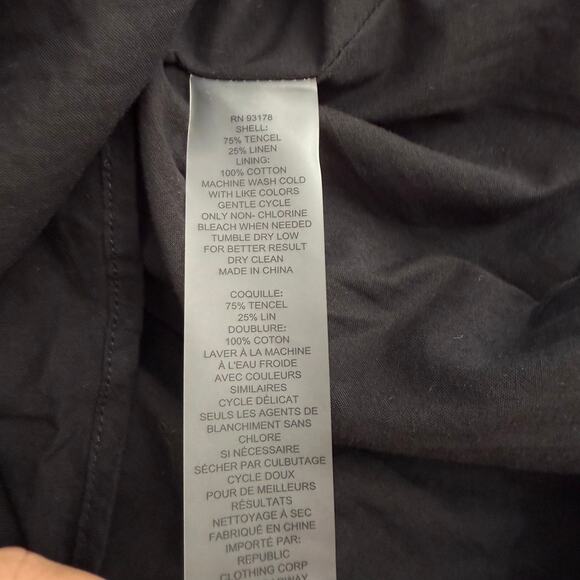 RN 93178
SHELL:
75% TENCEL
25% LINEN
LINING:
100% COTTON
MACHINE WASH COLD
WITH LIKE COLORS
GENTLE CYCLE
ONLY NON- CHLORINE
BLEACH WHEN NEEDED
TUMBLE DRY LOW
FOR BETTER RESULT
DRY CLEAN
MADE IN CHINA
COQUILLE:
75% TENCEL
25% LIN
DOUBLURE:
100% COTON
LAVER À LA MACHINE
À L'EAU FROIDE
AVEC COULEURS
SIMILAIRES
CYCLE DÉLICAT
SEULS LES AGENTS DE
BLANCHIMENT SANS
CHLORE
SI NÉCESSAIRE
SÉCHER PAR CULBUTAGE
CYCLE DOUX
POUR DE MEILLEURS
RÉSULTATS
NETTOYAGE À SEC
FABRIQUÉ EN CHINE
IMPORTÉ PAR:
REPUBLIC
CLOTHING CORP